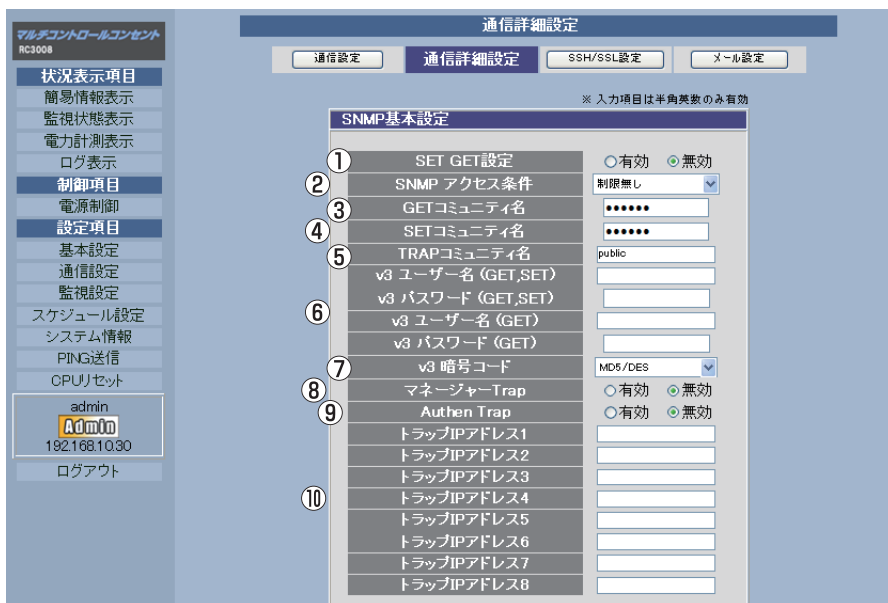 マルチコントロールコンセント
RC3008
状況表示項目
簡易情報表示
監視状態表示
電力計測表示
ログ表示
制御項目
電源制御
設定項目
基本設定
通信設定
監視設定
スケジュール設定
システム情報
PING送信
CPUリセット
admin
Admin
192.168.10.30
ログアウト
通信詳細設定
通信設定 通信詳細設定 SSH/SSL設定 メール設定
※ 入力項目は半角英数のみ有効
SNMP基本設定
① SET GET設定 有効 無効
② SNMP アクセス条件 制限無し
③ GETコミュニティ名 ●●●●●●
④ SETコミュニティ名 ●●●●●●
⑤ TRAPコミュニティ名 public
v3 ユーザー名 (GET,SET)
v3 パスワード (GET,SET)
⑥ v3 ユーザー名 (GET)
v3 パスワード (GET)
⑦ v3 暗号コード MD5/DES
⑧ マネージャーTrap 有効 無効
⑨ Authen Trap 有効 無効
トラップIPアドレス1
トラップIPアドレス2
トラップIPアドレス3
⑩ トラップIPアドレス4
トラップIPアドレス5
トラップIPアドレス6
トラップIPアドレス7
トラップIPアドレス8